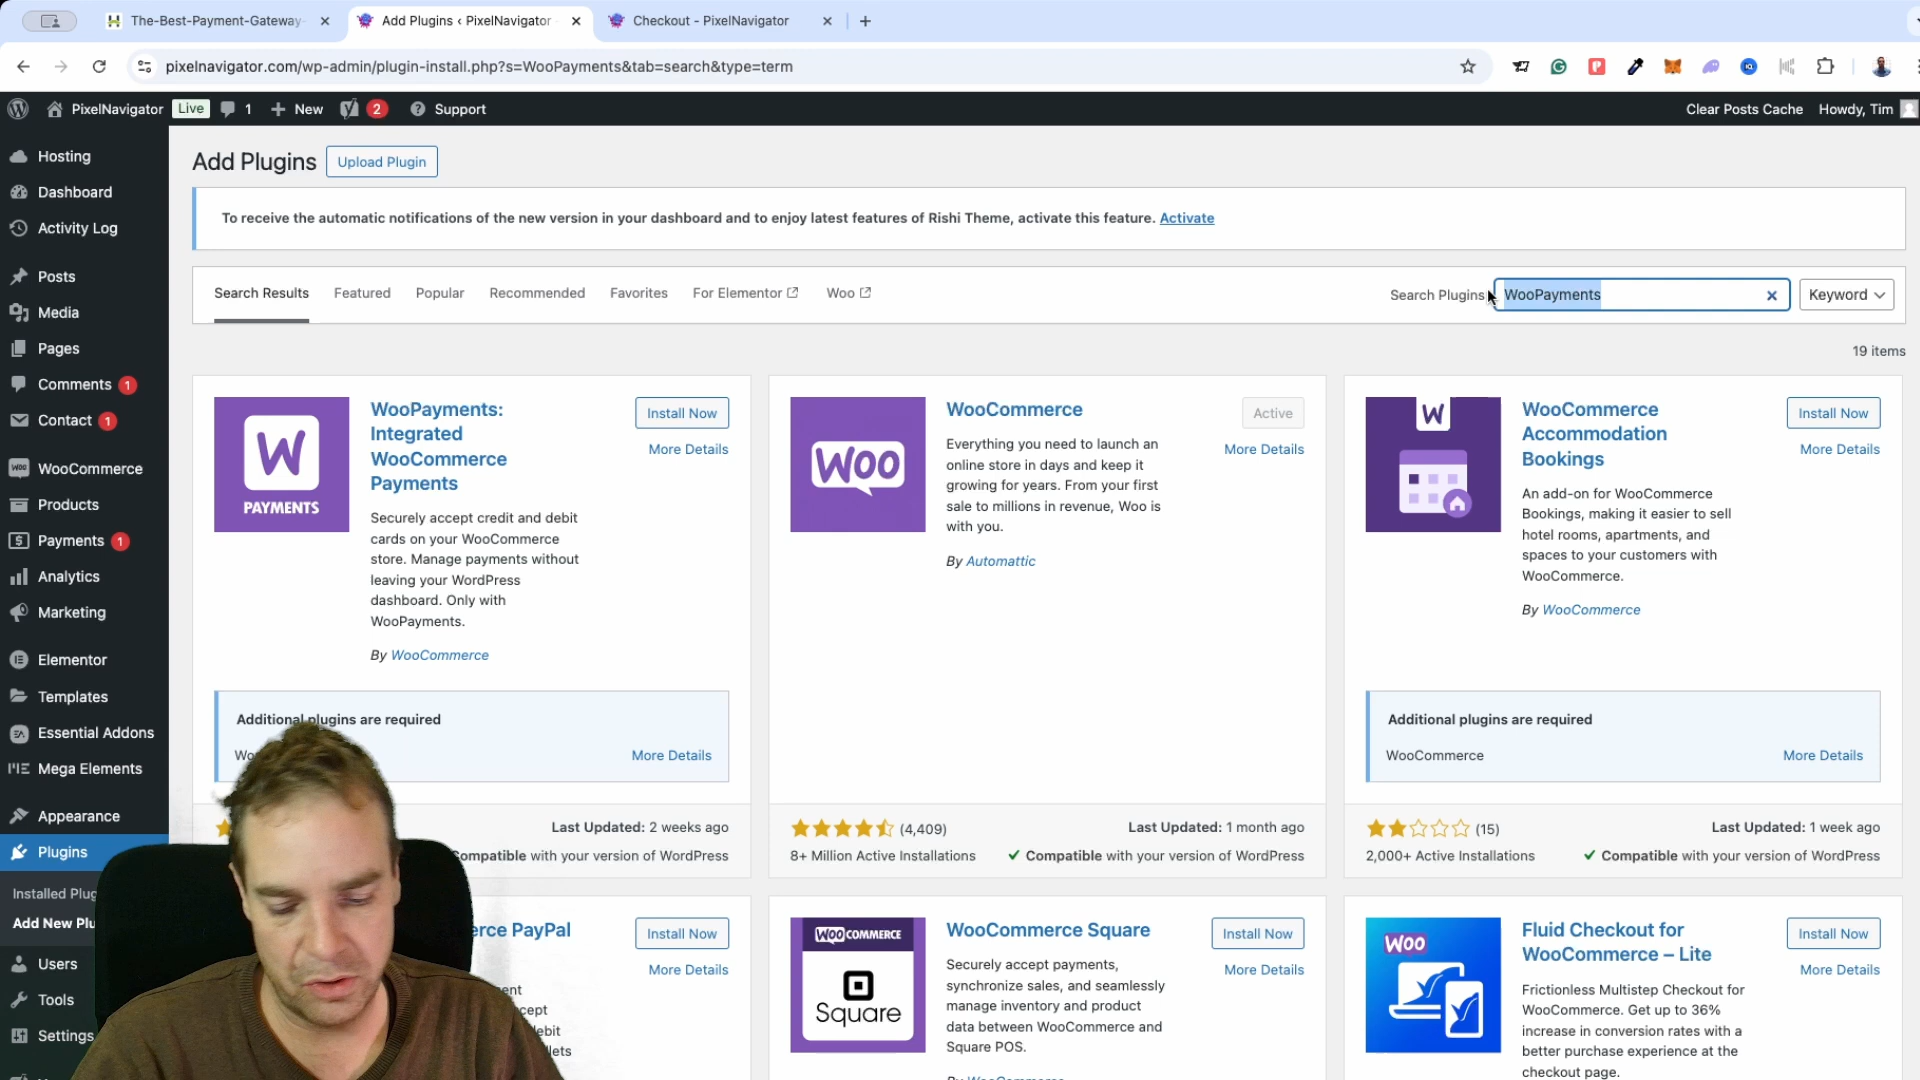 The-Best-Payment-Gateway-
Add Plugins ‹ PixelNavigator
Checkout - PixelNavigator
pixelnavigator.com/wp-admin/plugin-install.php?s=WooPayments&tab=search&type=term
PixelNavigator
Live
1
New
2
Support
Clear Posts Cache
Howdy, Tim
Hosting
Dashboard
Activity Log
Posts
Media
Pages
Comments 1
Contact 1
WooCommerce
Products
Payments 1
Analytics
Marketing
Elementor
Templates
Essential Addons
Mega Elements
Appearance
Plugins
Installed Plug
Add New Plu
Users
Tools
Settings
Add Plugins
Upload Plugin
To receive the automatic notifications of the new version in your dashboard and to enjoy latest features of Rishi Theme, activate this feature. Activate
Search Results
Featured
Popular
Recommended
Favorites
For Elementor
Woo
Search Plugins
WooPayments
Keyword
19 items
W
PAYMENTS
WooPayments:
Integrated
WooCommerce
Payments
Install Now
More Details
Securely accept credit and debit
cards on your WooCommerce
store. Manage payments without
leaving your WordPress
dashboard. Only with
WooPayments.
By WooCommerce
Additional plugins are required
More Details
Last Updated: 2 weeks ago
Compatible with your version of WordPress
WOO
WooCommerce
Active
More Details
Everything you need to launch an
online store in days and keep it
growing for years. From your first
sale to millions in revenue, Woo is
with you.
By Automattic
(4,409)
Last Updated: 1 month ago
8+ Million Active Installations
Compatible with your version of WordPress
W
WooCommerce
Accommodation
Bookings
Install Now
More Details
An add-on for WooCommerce
Bookings, making it easier to sell
hotel rooms, apartments, and
spaces to your customers with
WooCommerce.
By WooCommerce
Additional plugins are required
WooCommerce
More Details
(15)
Last Updated: 1 week ago
2,000+ Active Installations
Compatible with your version of WordPress
erce PayPal
Install Now
More Details
ent
cept
ebit
lets
WOO COMMERCE
Square
WooCommerce Square
Install Now
More Details
Securely accept payments,
synchronize sales, and seamlessly
manage inventory and product
data between WooCommerce and
Square POS.
By WooCommerce
WOO
Fluid Checkout for
WooCommerce – Lite
Install Now
More Details
Frictionless Multistep Checkout for
WooCommerce. Get up to 36%
increase in conversion rates with a
better purchase experience at the
checkout page.